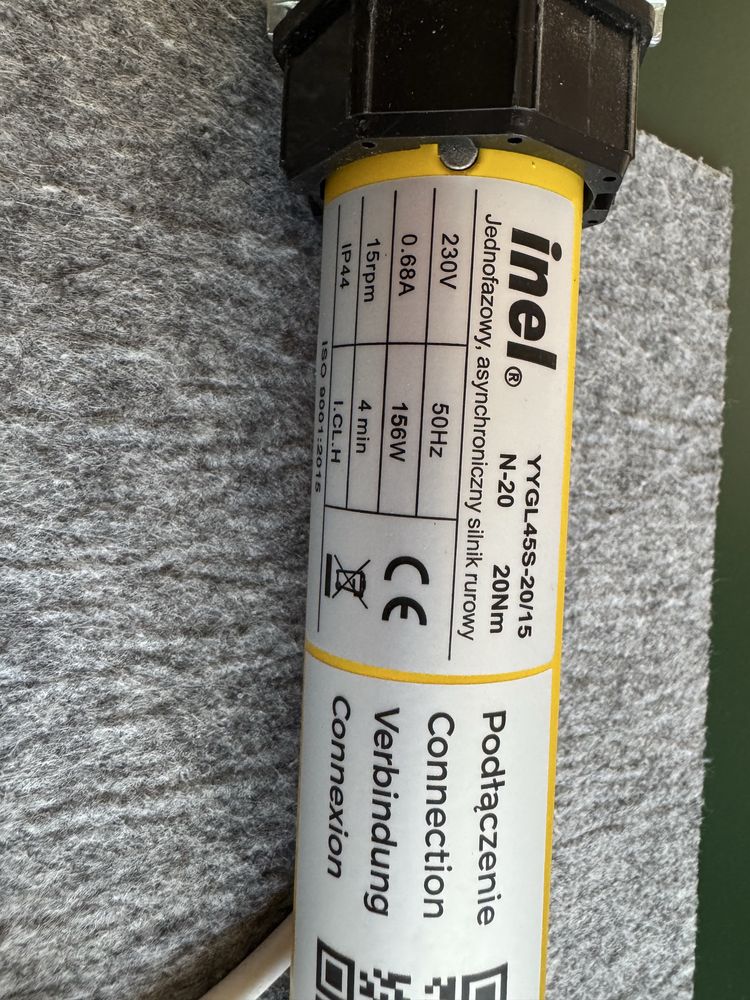 inel®
YYGL45S-20/15
N-20 20Nm
Jednofazowy, asynchroniczny silnik rurowy
230V 50Hz
0.68A 156W
15rpm 4 min
IP44 I.CL.H
CE
ISO 9001:2015
Podłączenie
Connection
Verbindung
Connexion